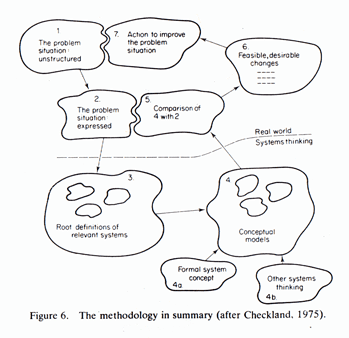 1
The problem
situation:
unstructured
7. Action to improve
the problem
situation
6.
Feasible, desirable
changes
2.
The problem
situation
expressed
5. Comparison of
4 with 2
Real world
Systems thinking
3.
Root definitions of
relevant systems
4.
Conceptual
models
Formal system
concept
4a
Other systems
thinking
4b.
Figure 6. The methodology in summary (after Checkland, 1975).